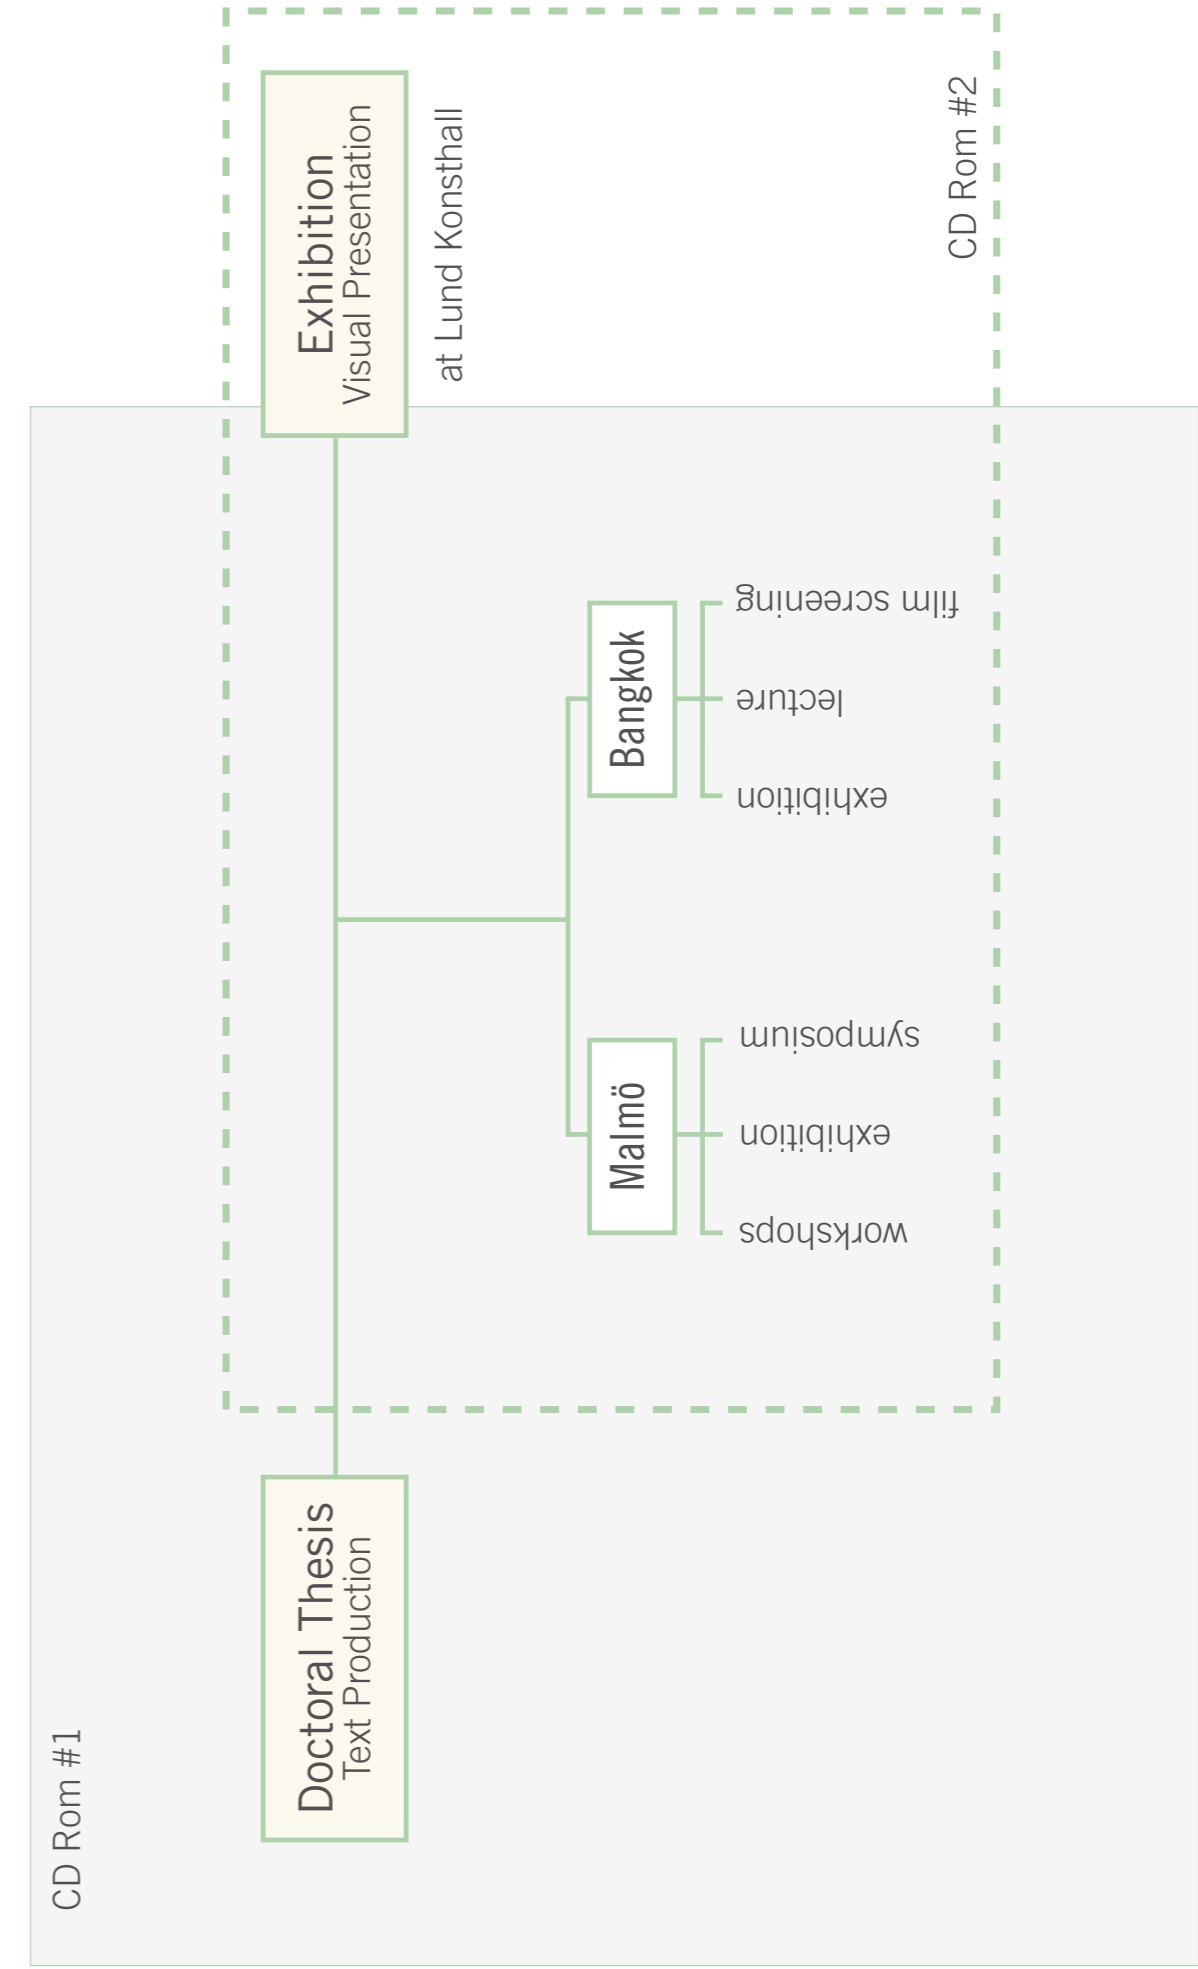 CD Rom #1
Doctoral Thesis
Text Production
Exhibition
Visual Presentation
at Lund Konsthall
Malmö
workshops
exhibition
symposium
Bangkok
exhibition
lecture
film screening
CD Rom #2